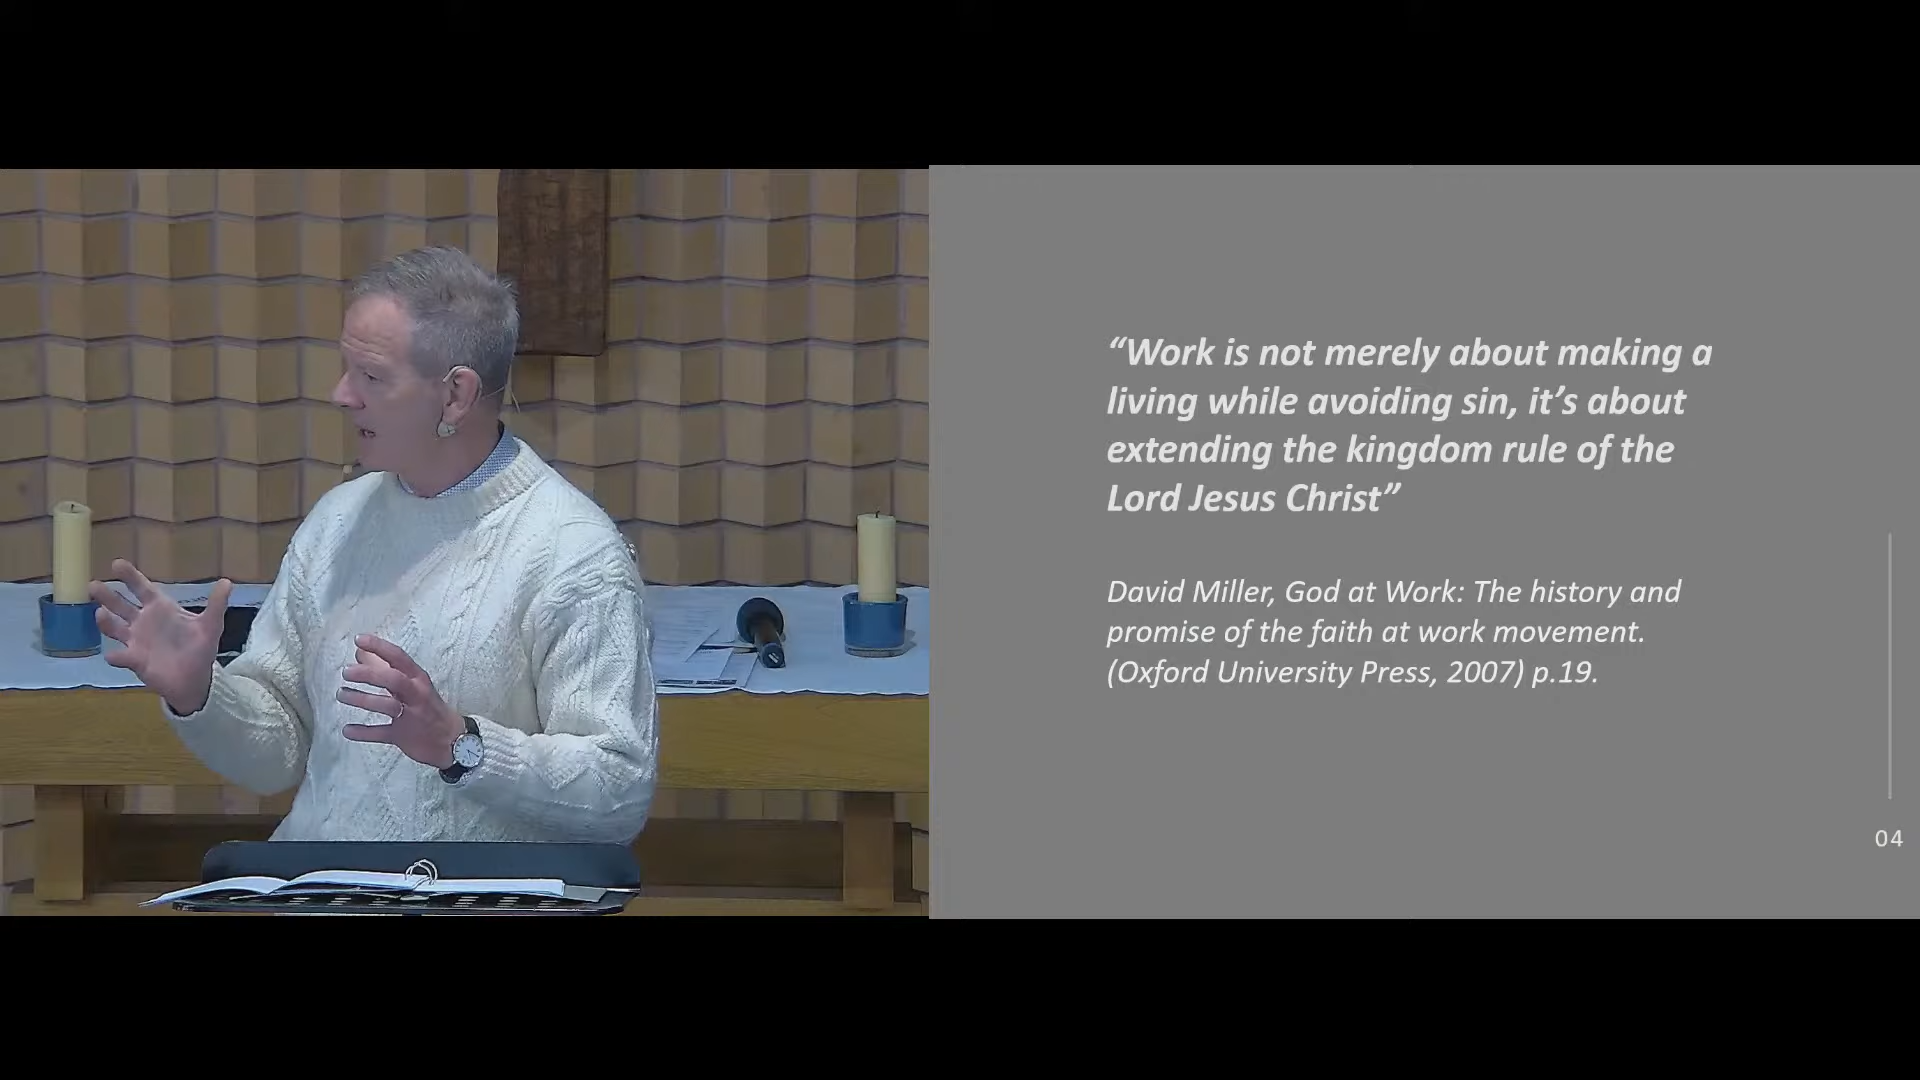 “Work is not merely about making a
living while avoiding sin, it’s about
extending the kingdom rule of the
Lord Jesus Christ”
David Miller, God at Work: The history and
promise of the faith at work movement.
(Oxford University Press, 2007) p.19.
04